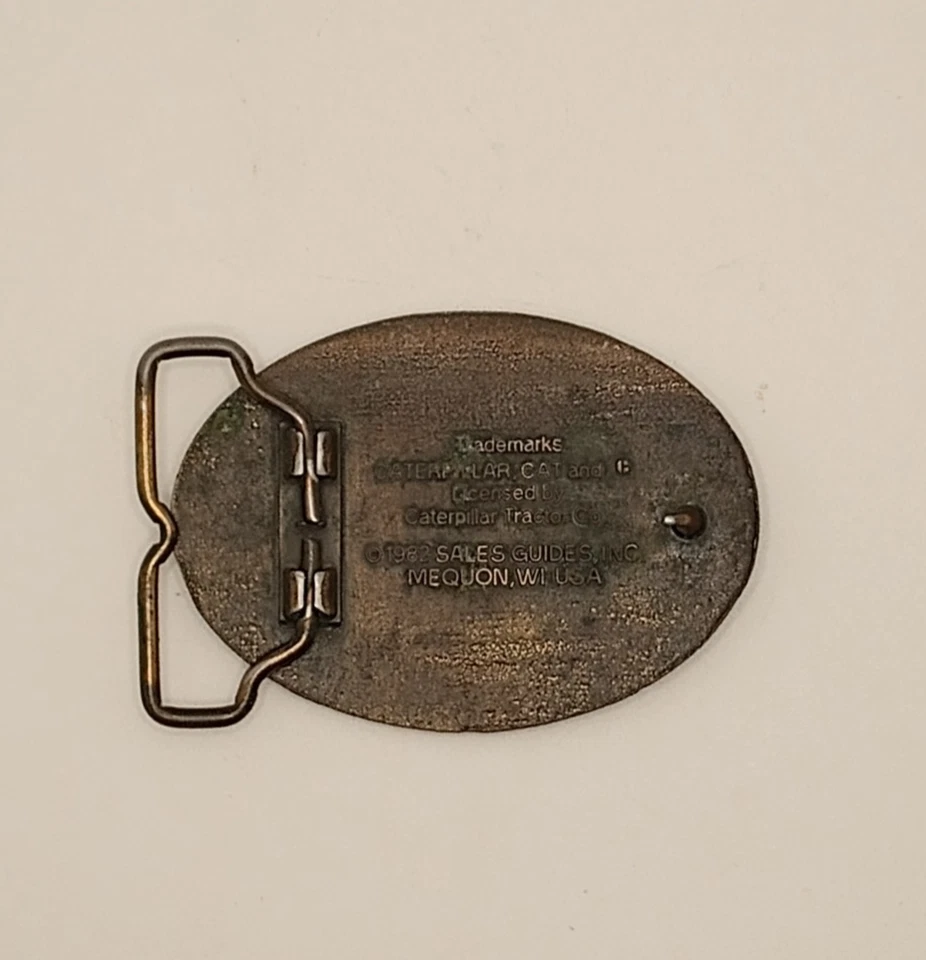 Trademarks
CATERPILLAR, CAT and C
Licensed by
Caterpillar Tractor Co.
© 1982 SALES GUIDES, INC.
MEQUON, WI USA